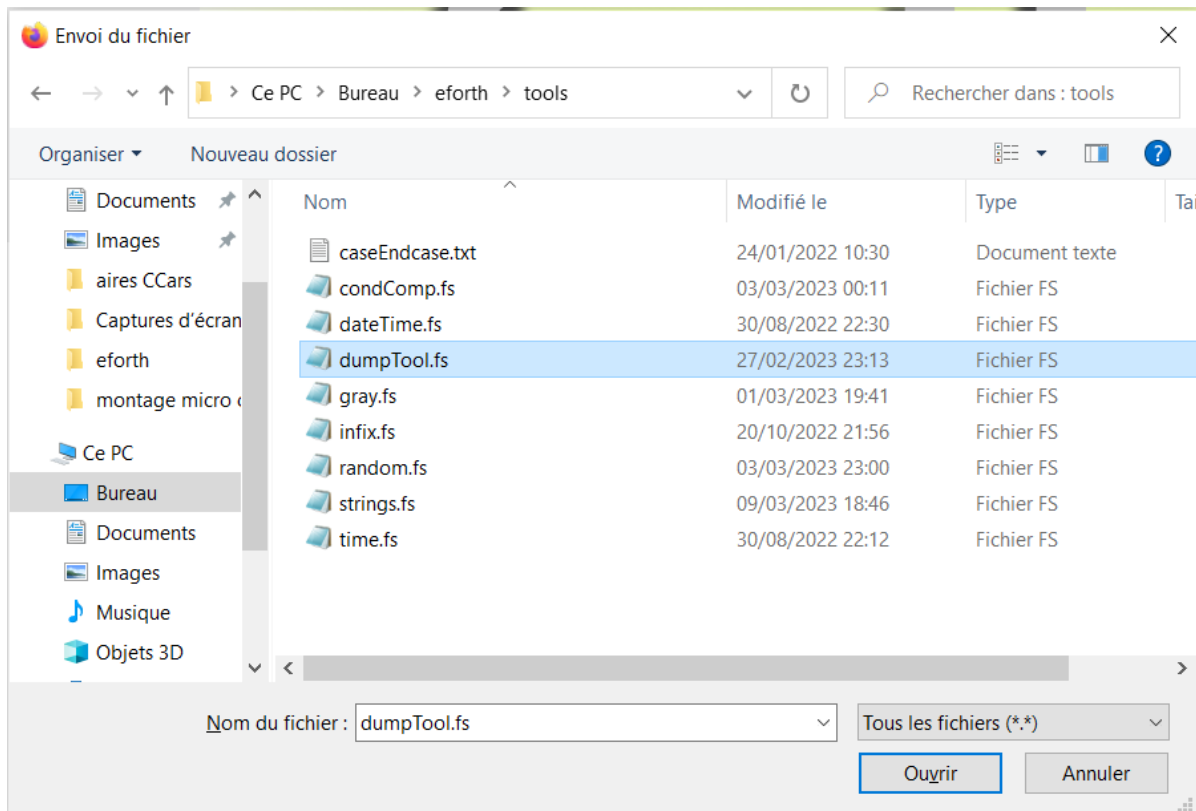 Envoi du fichier
Ce PC > Bureau > eforth > tools
Rechercher dans : tools
Organiser
Nouveau dossier
?
Nom
Modifié le
Type
Tai
Documents
Images
aires CCars
Captures d'écran
eforth
montage micro c
Ce PC
Bureau
Documents
Images
Musique
Objets 3D
caseEndcase.txt 24/01/2022 10:30 Document texte
condComp.fs 03/03/2023 00:11 Fichier FS
dateTime.fs 30/08/2022 22:30 Fichier FS
dumpTool.fs 27/02/2023 23:13 Fichier FS
gray.fs 01/03/2023 19:41 Fichier FS
infix.fs 20/10/2022 21:56 Fichier FS
random.fs 03/03/2023 23:00 Fichier FS
strings.fs 09/03/2023 18:46 Fichier FS
time.fs 30/08/2022 22:12 Fichier FS
Nom du fichier : dumpTool.fs
Tous les fichiers (*.*)
Ouvrir
Annuler